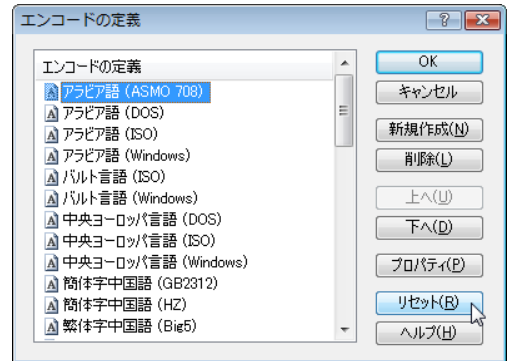 エンコードの定義
エンコードの定義
アラビア語 (ASMO 708)
アラビア語 (DOS)
アラビア語 (ISO)
アラビア語 (Windows)
バルト言語 (ISO)
バルト言語 (Windows)
中央ヨーロッパ言語 (DOS)
中央ヨーロッパ言語 (ISO)
中央ヨーロッパ言語 (Windows)
簡体字中国語 (GB2312)
簡体字中国語 (HZ)
繁体字中国語 (Big5)
OK
キャンセル
新規作成(N)
削除(L)
上へ(U)
下へ(D)
プロパティ(P)
リセット(R)
ヘルプ(H)